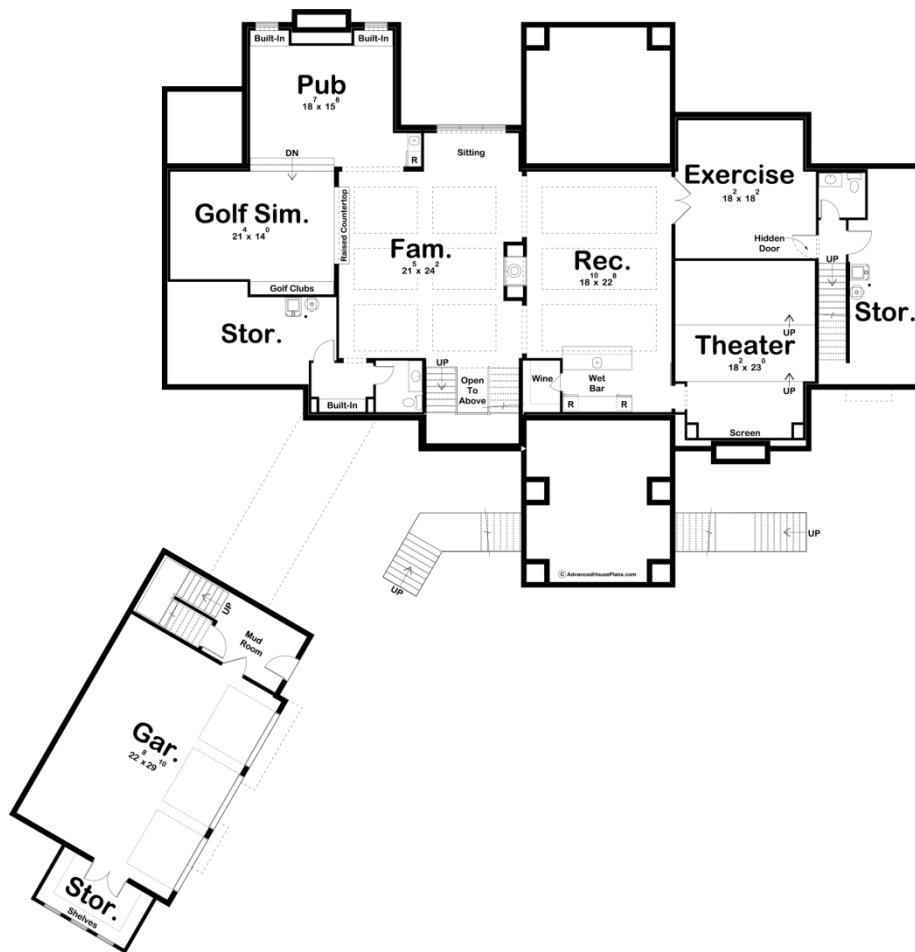 Built-In
Built-In
Pub
18⁷ x 15⁸
DN
R
Sitting
Exercise
18² x 18²
Hidden
Door
UP
Golf Sim.
21⁴ x 14⁰
Raised Countertop
Golf Clubs
Fam.
21⁵ x 24²
Rec.
18¹⁰ x 22⁸
Stor.
Stor.
Theater
18² x 23⁰
UP
UP
UP
Open
To
Above
Wine
Wet
Bar
R
R
Built-In
Screen
UP
UP
© AdvancedHousePlans.com
UP
Mud
Room
Gar.
22⁸ x 29¹⁰
Stor.
Shelves